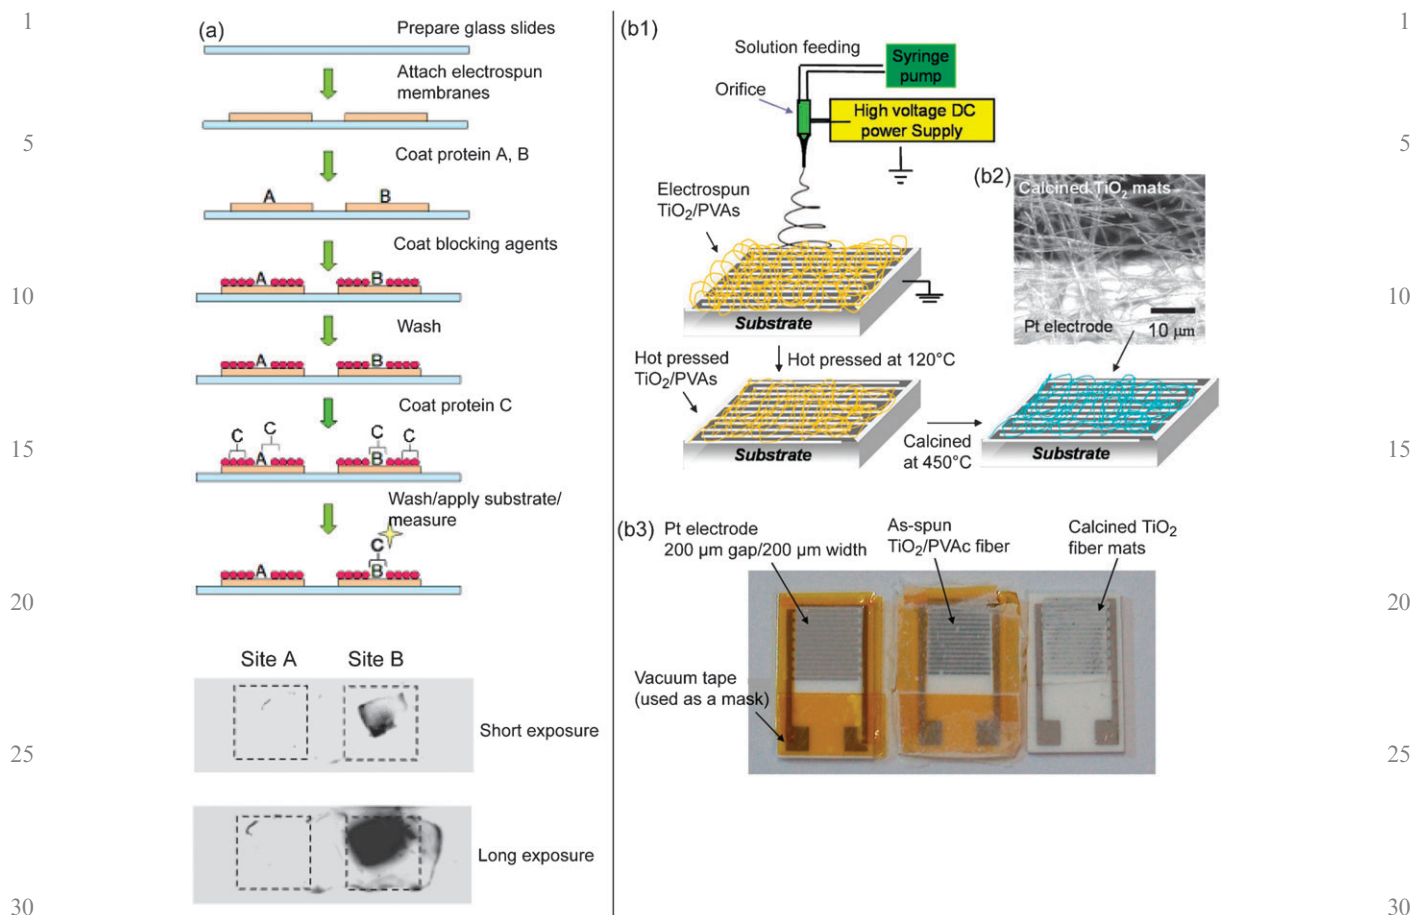 1
5
10
15
20
25
30
(a)
Prepare glass slides
Attach electrospun
membranes
Coat protein A, B
A
B
Coat blocking agents
A
B
Wash
A
B
Coat protein C
C
C
C
C
A
B
Wash/apply substrate/
measure
C
A
B
Site A
Site B
Short exposure
Long exposure
(b1)
Solution feeding
Syringe
pump
Orifice
High voltage DC
power Supply
Electrospun
TiO2/PVAs
Substrate
Hot pressed
TiO2/PVAs
Hot pressed at 120°C
Substrate
Calcined
at 450°C
(b2)
Calcined TiO2 mats
Pt electrode
10 μm
Substrate
(b3)
Pt electrode
200 μm gap/200 μm width
As-spun
TiO2/PVAc fiber
Calcined TiO2
fiber mats
Vacuum tape
(used as a mask)
1
5
10
15
20
25
30